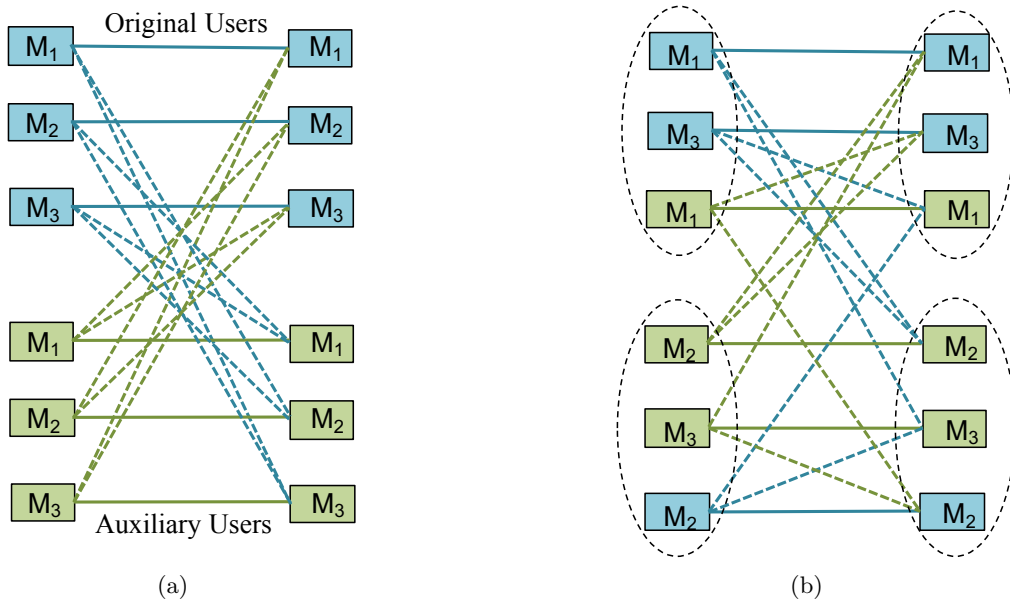 Original Users
M₁ M₁
M₂ M₂
M₃ M₃
M₁ M₁
M₂ M₂
M₃ M₃
Auxiliary Users
(a)
M₁ M₁
M₃ M₃
M₁ M₁
M₂ M₂
M₃ M₃
M₂ M₂
(b)